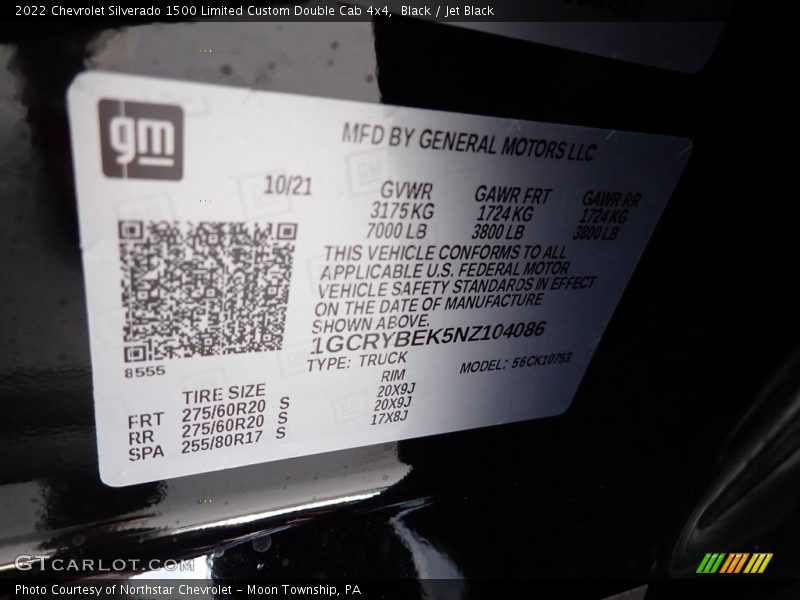 2022 Chevrolet Silverado 1500 Limited Custom Double Cab 4x4, Black / Jet Black
gm
MFD BY GENERAL MOTORS LLC
10/21 GVWR GAWR FRT GAWR RR
3175 KG 1724 KG 1724 KG
7000 LB 3800 LB 3800 LB
THIS VEHICLE CONFORMS TO ALL
APPLICABLE U.S. FEDERAL MOTOR
VEHICLE SAFETY STANDARDS IN EFFECT
ON THE DATE OF MANUFACTURE
SHOWN ABOVE.
1GCRYBEK5NZ104086
8555
TYPE: TRUCK MODEL: 56CK10753
TIRE SIZE RIM
FRT 275/60R20 S 20X9J
RR 275/60R20 S 20X9J
SPA 255/80R17 S 17X8J
GTCARLOT.COM
Photo Courtesy of Northstar Chevrolet - Moon Township, PA